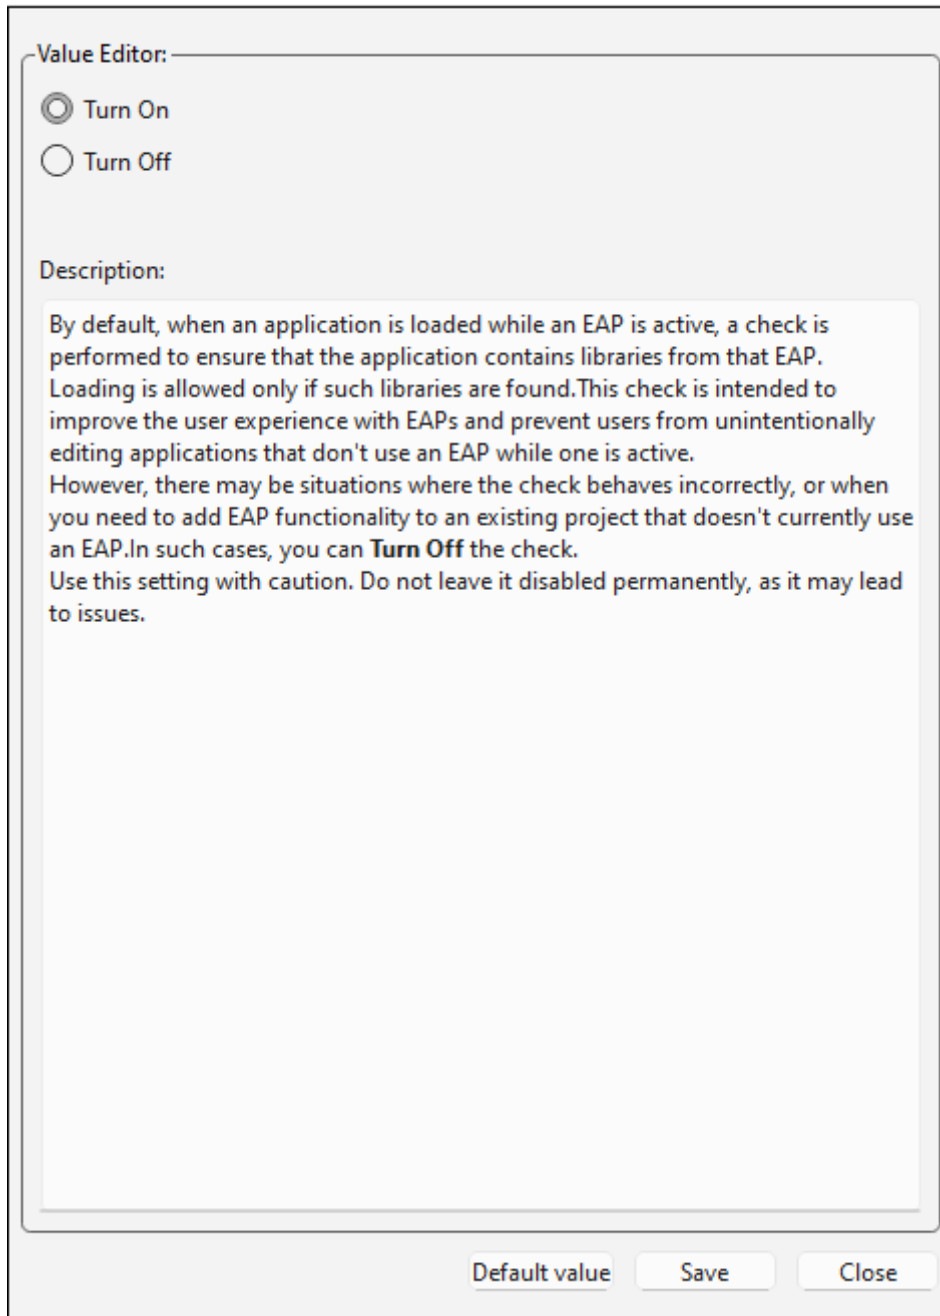 Value Editor:
Turn On
Turn Off
Description:
By default, when an application is loaded while an EAP is active, a check is
performed to ensure that the application contains libraries from that EAP.
Loading is allowed only if such libraries are found.This check is intended to
improve the user experience with EAPs and prevent users from unintentionally
editing applications that don't use an EAP while one is active.
However, there may be situations where the check behaves incorrectly, or when
you need to add EAP functionality to an existing project that doesn't currently use
an EAP.In such cases, you can Turn Off the check.
Use this setting with caution. Do not leave it disabled permanently, as it may lead
to issues.
Default value Save Close